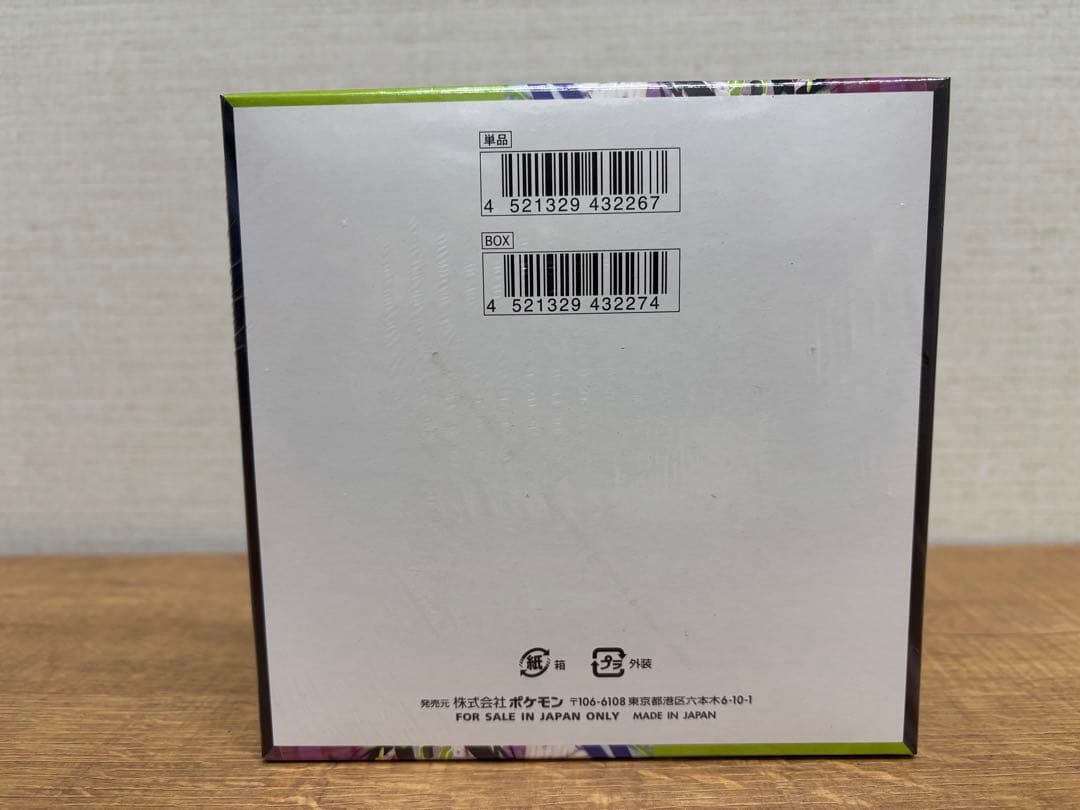 単品
4 521329 432267
BOX
4 521329 432274
紙 箱 プラ 外装
発売元 株式会社ポケモン 〒106-6108 東京都港区六本木6-10-1
FOR SALE IN JAPAN ONLY MADE IN JAPAN